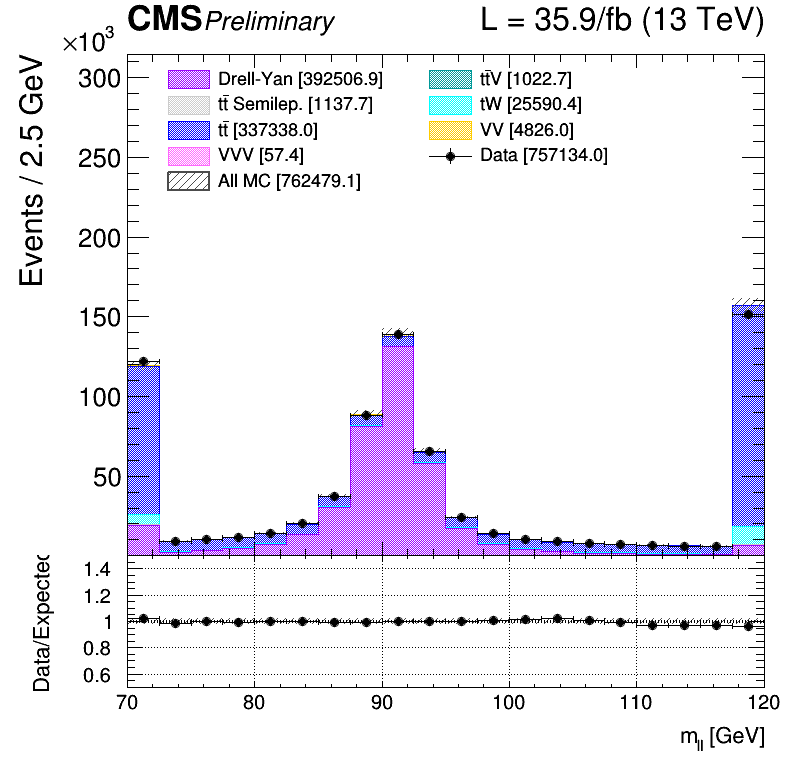 CMS Preliminary L = 35.9/fb (13 TeV)
×10³
Events / 2.5 GeV
300
250
200
150
100
50
Drell-Yan [392506.9]
tt̄ Semilep. [1137.7]
tt̄ [337338.0]
VVV [57.4]
All MC [762479.1]
tt̄V [1022.7]
tW [25590.4]
VV [4826.0]
Data [757134.0]
Data/Expected
1.4
1.2
1
0.8
0.6
70 80 90 100 110 120
m_ll [GeV]